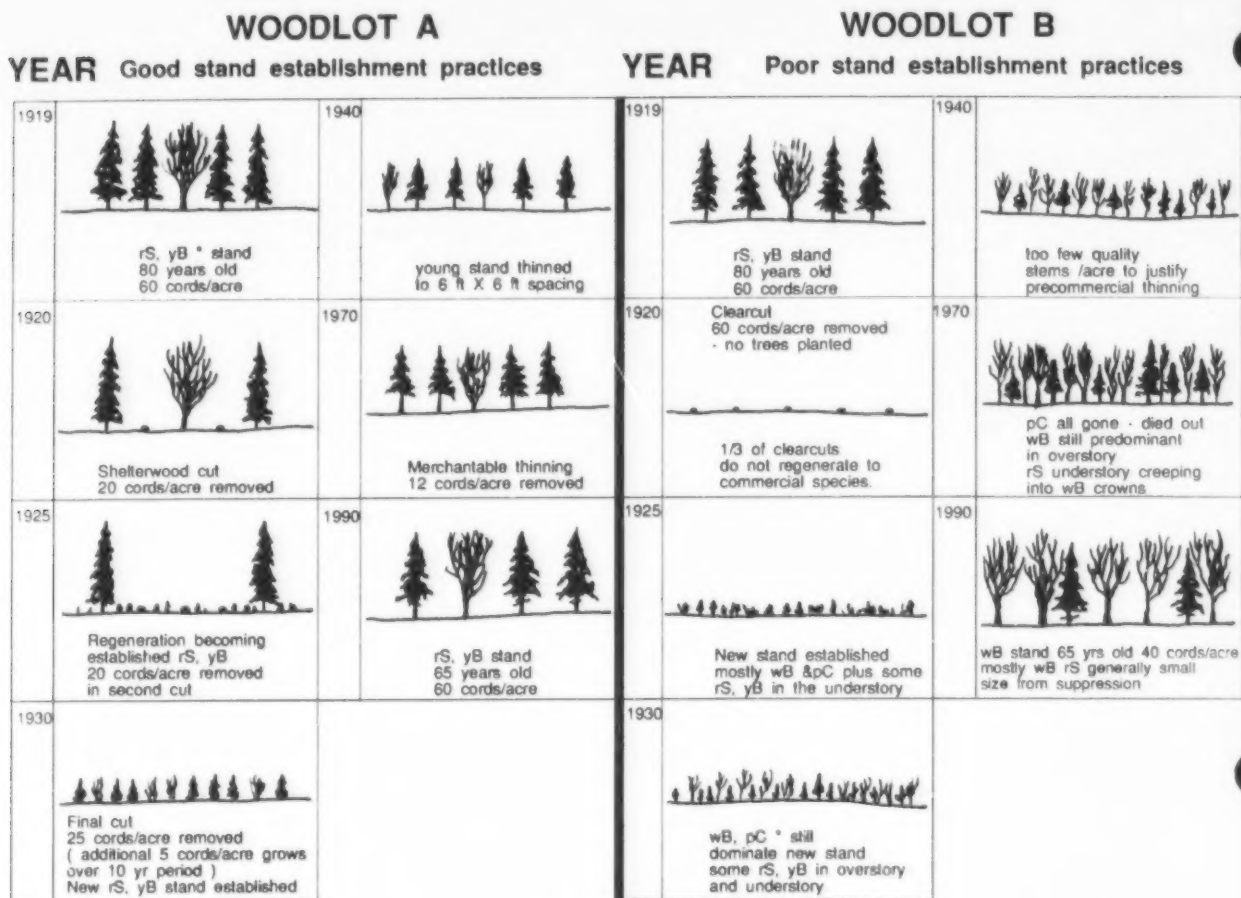 WOODLOT A
YEAR Good stand establishment practices
1919
rS, yB * stand
80 years old
60 cords/acre
1920
Shelterwood cut
20 cords/acre removed
1925
Regeneration becoming
established rS, yB
20 cords/acre removed
in second cut
1930
Final cut
25 cords/acre removed
( additional 5 cords/acre grows
over 10 yr period )
New rS, yB stand established
1940
young stand thinned
to 6 ft X 6 ft spacing
1970
Merchantable thinning
12 cords/acre removed
1990
rS, yB stand
65 years old
60 cords/acre
WOODLOT B
YEAR Poor stand establishment practices
1919
rS, yB stand
80 years old
60 cords/acre
1920
Clearcut
60 cords/acre removed
- no trees planted
1/3 of clearcuts
do not regenerate to
commercial species.
1925
New stand established
mostly wB &pC plus some
rS, yB in the understory
1930
wB, pC * still
dominate new stand
some rS, yB in overstory
and understory
1940
too few quality
stems /acre to justify
precommercial thinning
1970
pC all gone - died out
wB still predominant
in overstory
rS understory creeping
into wB crowns
1990
wB stand 65 yrs old 40 cords/acre
mostly wB rS generally small
size from suppression